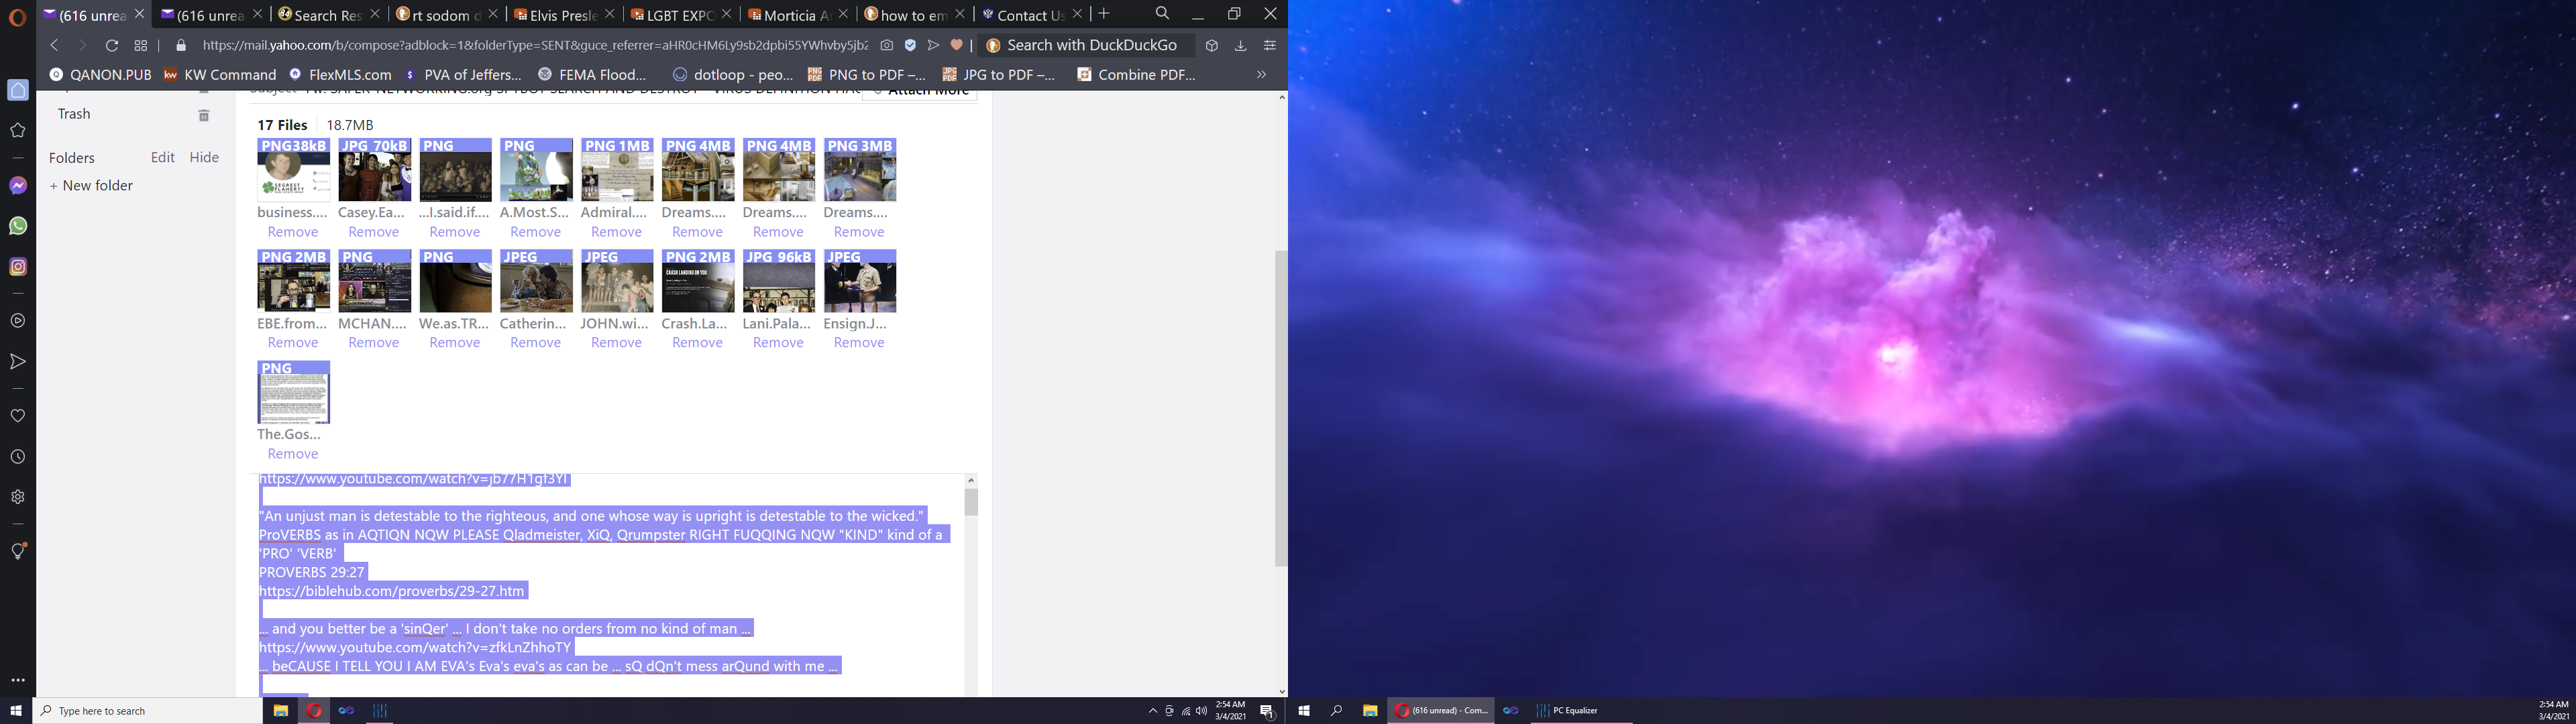 (616 unrea
(616 unrea
Search Res
rt sodom d
Elvis Presle
LGBT EXPO
Morticia A
how to em
Contact Us
https://mail.yahoo.com/b/compose?adblock=1&folderType=SENT&guce_referrer=aHR0cHM6Ly9sb2dpbi55YWhvby5jb2
Search with DuckDuckGo
QANON.PUB
KW Command
FlexMLS.com
PVA of Jeffers...
FEMA Flood...
dotloop - peo...
PNG to PDF –...
JPG to PDF –...
Combine PDF...
Attach More
Trash
17 Files 18.7MB
Folders Edit Hide
+ New folder
PNG38kB JPG 70kB PNG PNG PNG 1MB PNG 4MB PNG 4MB PNG 3MB
business.... Casey.Ea... ...I.said.if.... A.Most.S... Admiral.... Dreams.... Dreams.... Dreams....
Remove Remove Remove Remove Remove Remove Remove Remove
PNG 2MB PNG PNG JPEG JPEG PNG 2MB JPG 96kB JPEG
CRASH LANDING ON YOU
EBE.from... MCHAN.... We.as.TR... Catherin... JOHN.wi... Crash.La... Lani.Pala... Ensign.J...
Remove Remove Remove Remove Remove Remove Remove Remove
PNG
The.Gos...
Remove
https://www.youtube.com/watch?v=jb77H1gf3YI
"An unjust man is detestable to the righteous, and one whose way is upright is detestable to the wicked."
ProVERBS as in AQTIQN NQW PLEASE Qladmeister, XiQ, Qrumpster RIGHT FUQQING NQW "KIND" kind of a
'PRO' 'VERB'
PROVERBS 29:27
https://biblehub.com/proverbs/29-27.htm
... and you better be a 'sinQer' ... I don't take no orders from no kind of man ...
https://www.youtube.com/watch?v=zfkLnZhhoTY
... beCAUSE I TELL YOU I AM EVA's Eva's eva's as can be ... sQ dQn't mess arQund with me ...
Type here to search
2:54 AM
3/4/2021
(616 unread) - Com...
PC Equalizer
2:54 AM
3/4/2021